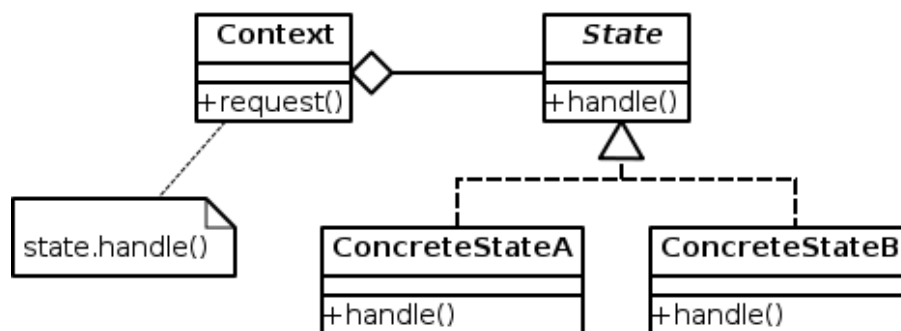 Context
+request()
State
+handle()
state.handle()
ConcreteStateA
+handle()
ConcreteStateB
+handle()